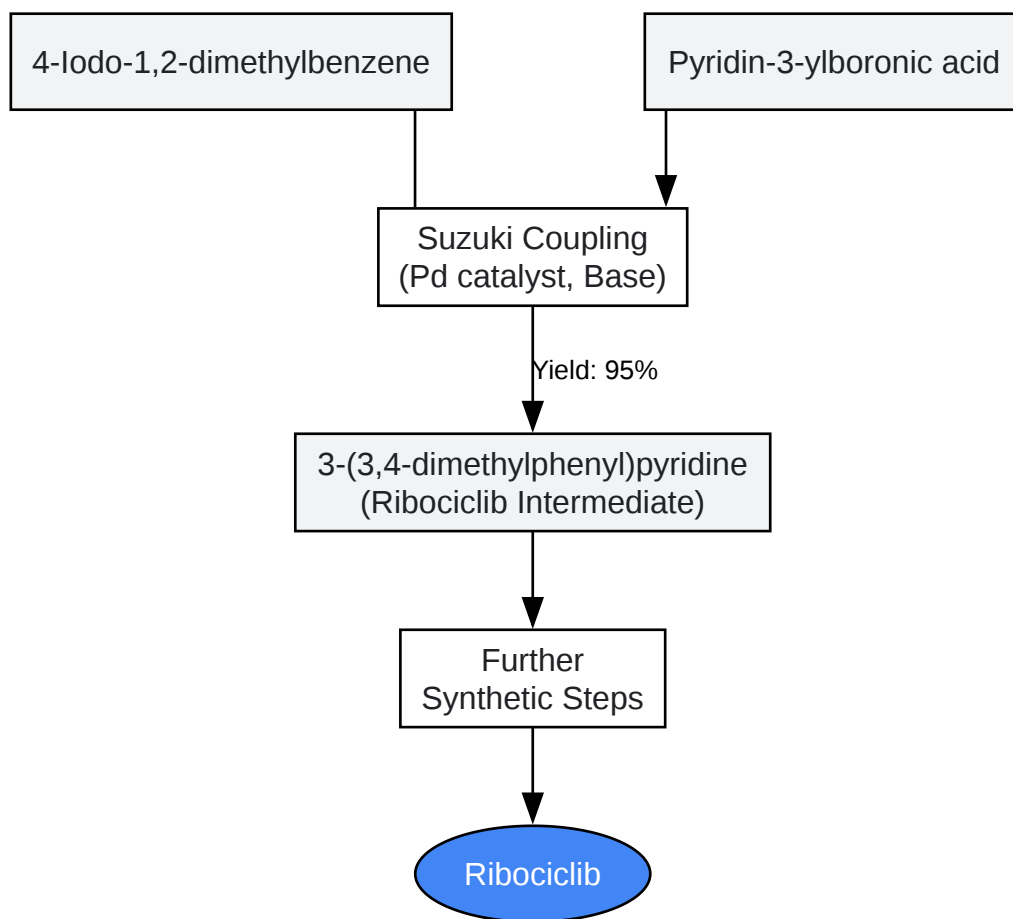 4-Iodo-1,2-dimethylbenzene
Pyridin-3-ylboronic acid
Suzuki Coupling
(Pd catalyst, Base)
Yield: 95%
3-(3,4-dimethylphenyl)pyridine
(Ribociclib Intermediate)
Further
Synthetic Steps
Ribociclib